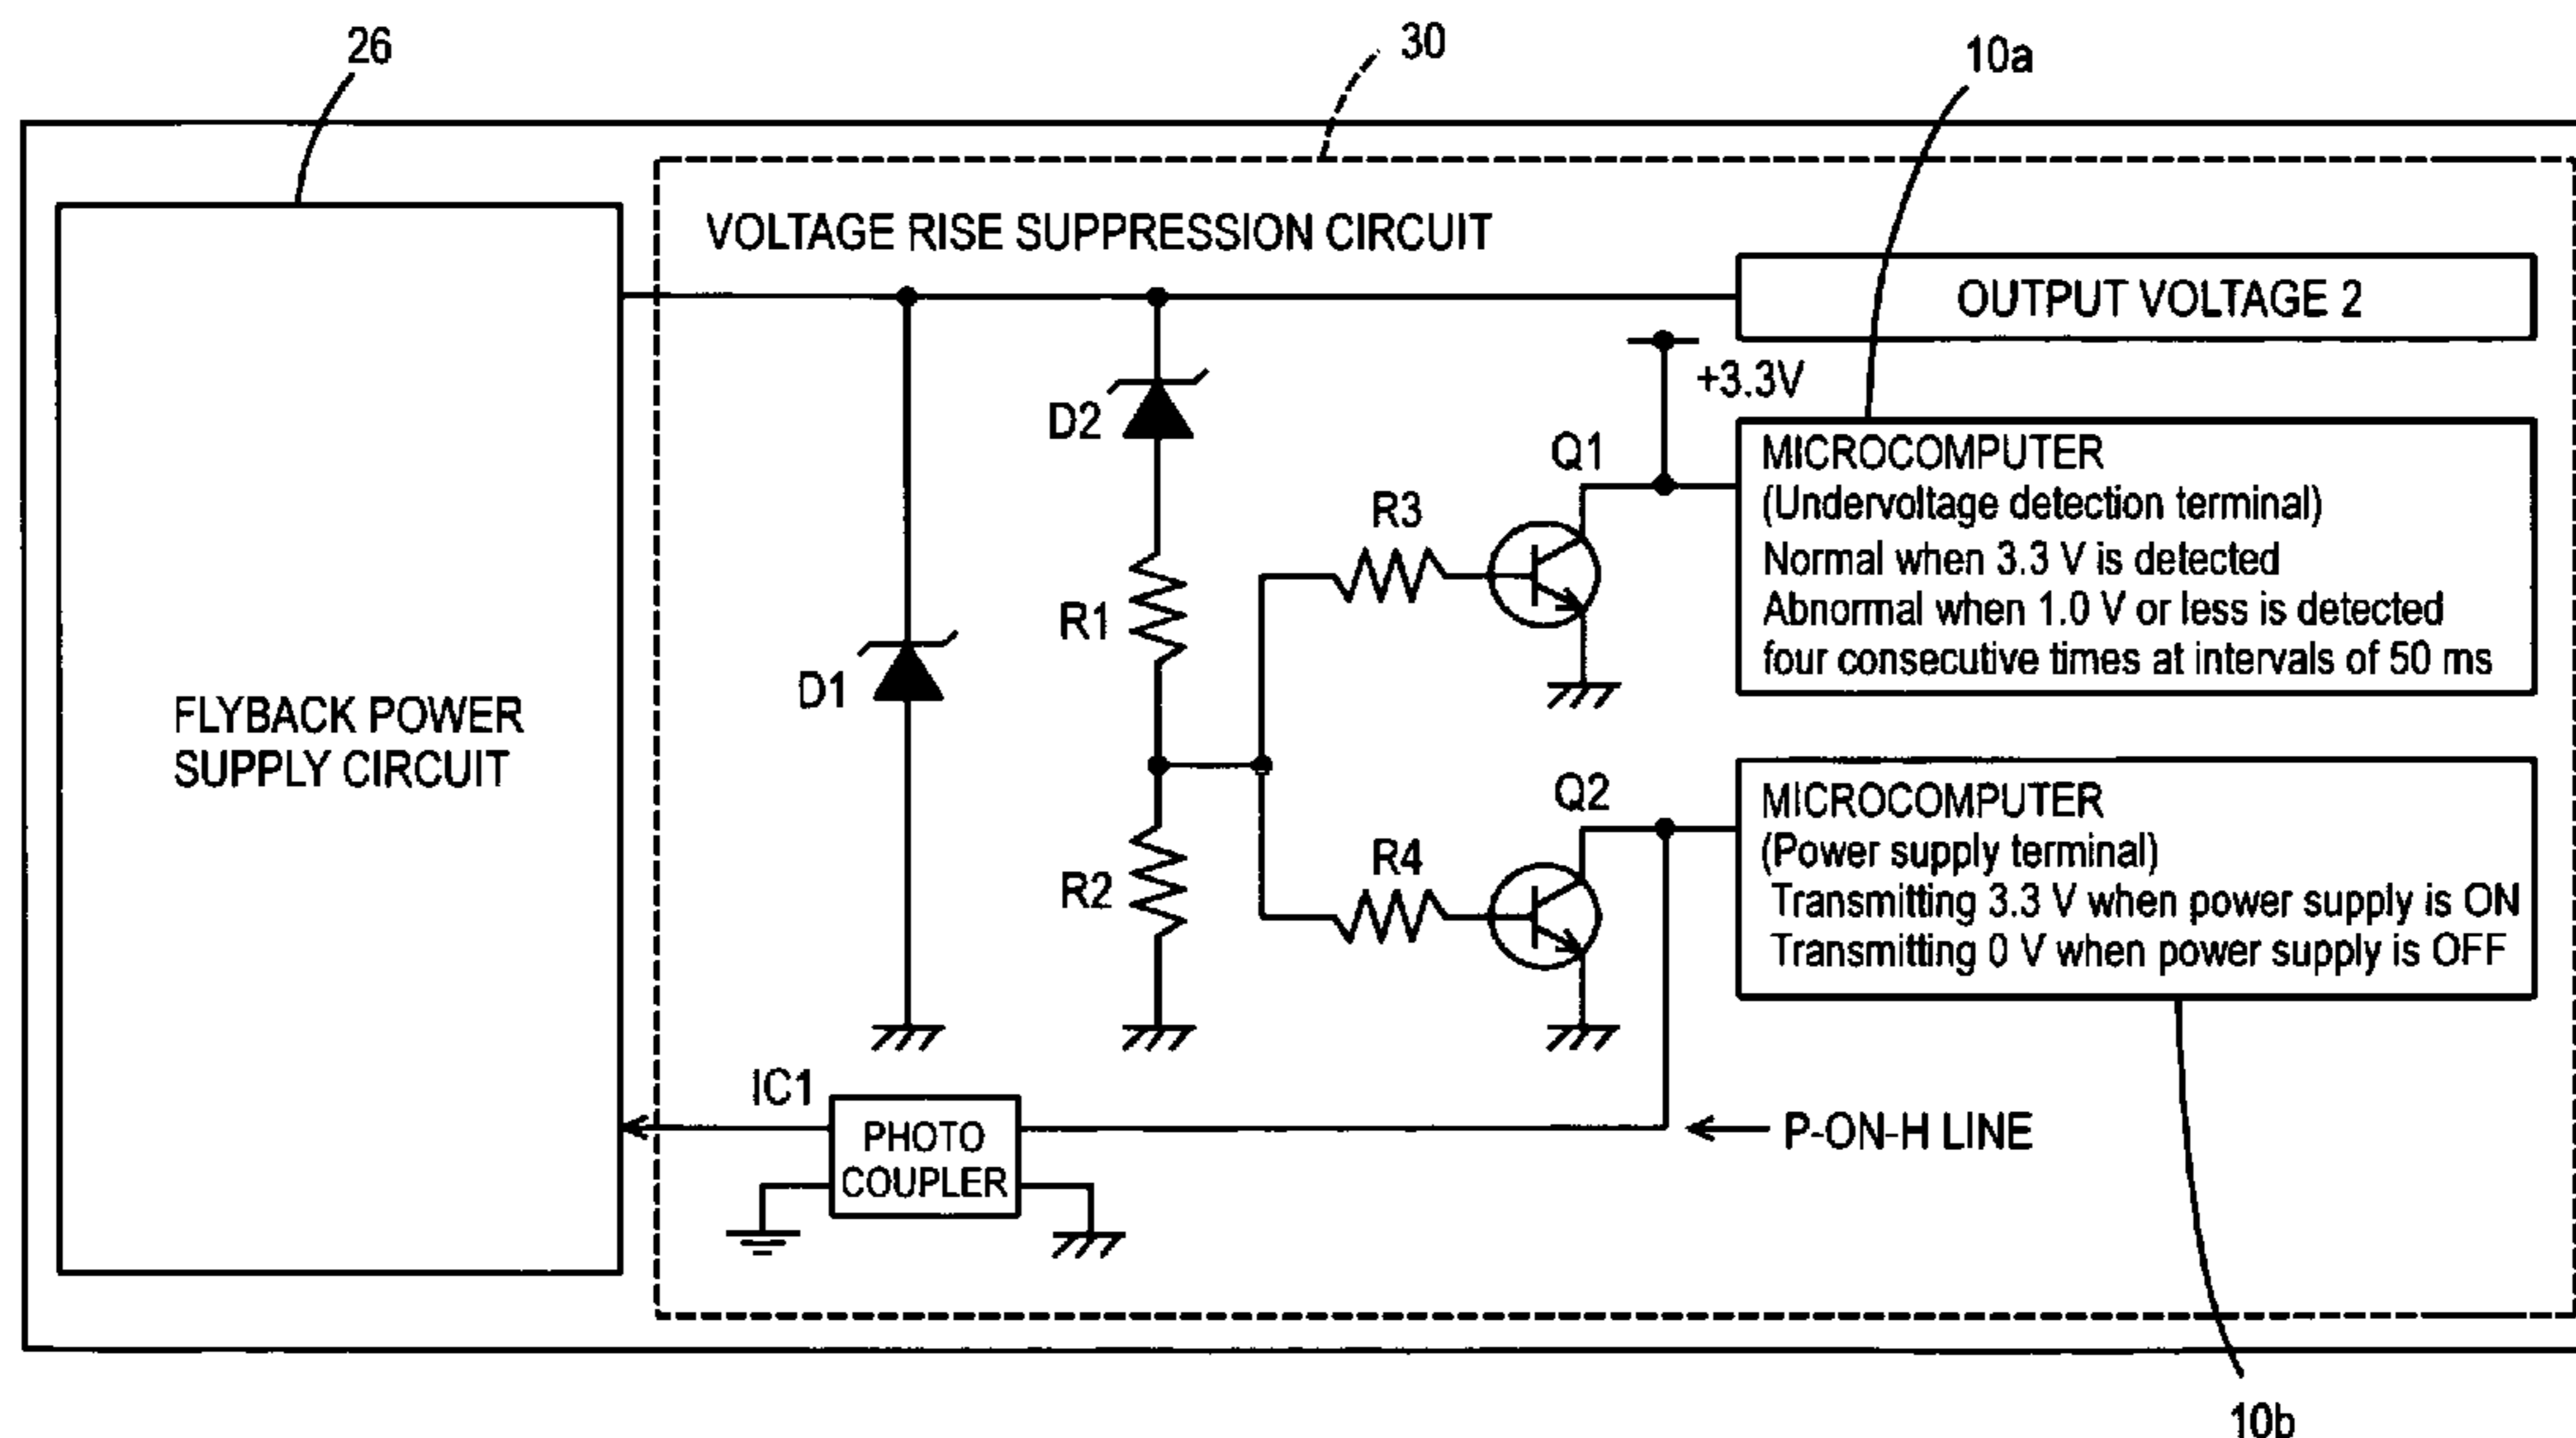 26
30
10a
VOLTAGE RISE SUPPRESSION CIRCUIT
OUTPUT VOLTAGE 2
+3.3V
D2
Q1
MICROCOMPUTER
(Undervoltage detection terminal)
Normal when 3.3 V is detected
Abnormal when 1.0 V or less is detected
four consecutive times at intervals of 50 ms
R3
R1
D1
FLYBACK POWER
SUPPLY CIRCUIT
Q2
MICROCOMPUTER
(Power supply terminal)
Transmitting 3.3 V when power supply is ON
Transmitting 0 V when power supply is OFF
R4
R2
IC1
PHOTO
COUPLER
P-ON-H LINE
10b